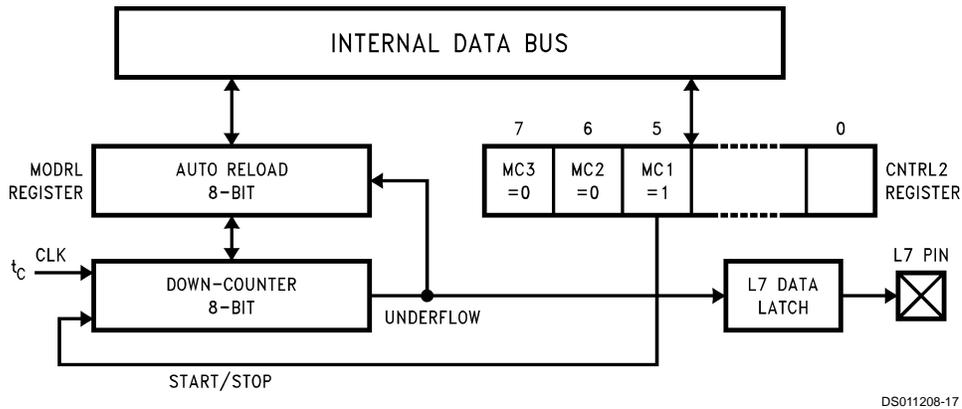 INTERNAL DATA BUS
7 6 5 0
MODRL
REGISTER
AUTO RELOAD
8-BIT
MC3
=0
MC2
=0
MC1
=1
CNTRL2
REGISTER
CLK
tC
DOWN-COUNTER
8-BIT
UNDERFLOW
L7 DATA
LATCH
L7 PIN
START/STOP
DS011208-17